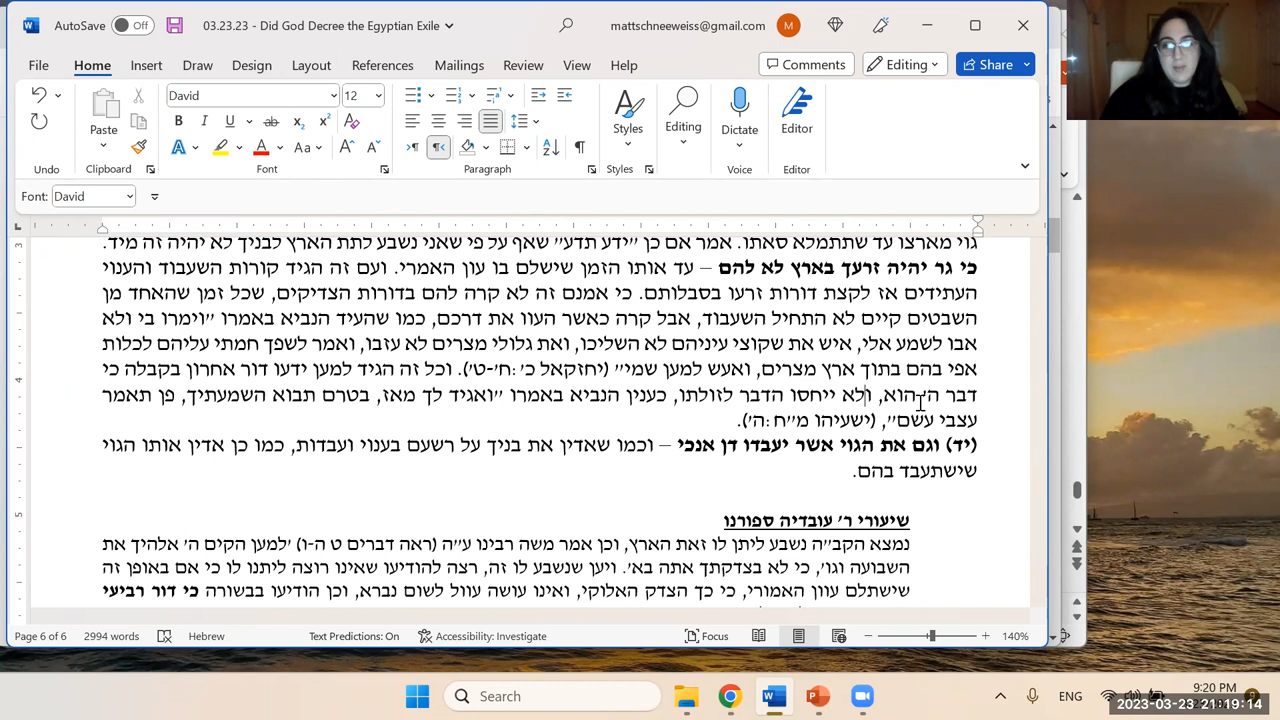 AutoSave Off 03.23.23 - Did God Decree the Egyptian Exile mattschneeweiss@gmail.com M
File Home Insert Draw Design Layout References Mailings Review View Help Comments Editing Share
David 12
Paste Styles Editing Dictate Editor
Undo Clipboard Font Paragraph Styles Voice Editor
Font: David
גוי מארצו עד שתתמלא סאתו. אמר אם כן "ידע תדע" שאף על פי שאני נשבע לתת הארץ לבניך לא יהיה זה מיד.
כי גר יהיה זרעך בארץ לא להם – עד אותו הזמן שישלם בו עון האמרי. ועם זה הגיד קורות השעבוד והענוי
העתידים אז לקצת דורות זרעו בסבלותם. כי אמנם זה לא קרה להם בדורות הצדיקים, שכל זמן שהאחד מן
השבטים קיים לא התחיל השעבוד, אבל קרה כאשר העוו את דרכם, כמו שהעיד הנביא באמרו "וימרו בי ולא
אבו לשמע אלי, איש את שקוצי עיניהם לא השליכו, ואת גלולי מצרים לא עזבו, ואמר לשפך חמתי עליהם לכלות
אפי בהם בתוך ארץ מצרים, ואעש למען שמי" (יחזקאל כ׳:ח׳-ט׳). וכל זה הגיד למען ידעו דור אחרון בקבלה כי
דבר ה׳ הוא, ולא ייחסו הדבר לזולתו, כענין הנביא באמרו "ואגיד לך מאז, בטרם תבוא השמעתיך, פן תאמר
עצבי עשם", (ישעיהו מ"ח:ה׳).
(יד) וגם את הגוי אשר יעבדו דן אנכי – וכמו שאדין את בניך על רשעם בענוי ועבדות, כמו כן אדין אותו הגוי
שישתעבד בהם.
שיעורי ר׳ עובדיה ספורנו
נמצא הקב"ה נשבע ליתן לו זאת הארץ, וכן אמר משה רבינו ע"ה (ראה דברים ט ה-ו) ׳למען הקים ה׳ אלהיך את
השבועה וגו׳, כי לא בצדקתך אתה בא׳. ויען שנשבע לו זה, רצה להודיעו שאינו רוצה ליתנו לו כי אם באופן זה
שישתלם עוון האמורי, כי כך הצדק האלוקי, ואינו עושה עוול לשום נברא, וכן הודיעו בבשורה כי דור רביעי
Page 6 of 6 2994 words Hebrew Text Predictions: On Accessibility: Investigate Focus 140%
Search ENG 9:20 PM
2023-03-23 21:19:14